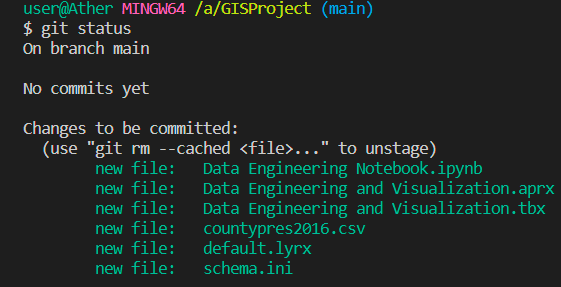 user@Ather MINGW64 /a/GISProject (main)
$ git status
On branch main
No commits yet
Changes to be committed:
  (use "git rm --cached <file>..." to unstage)
        new file:   Data Engineering Notebook.ipynb
        new file:   Data Engineering and Visualization.aprx
        new file:   Data Engineering and Visualization.tbx
        new file:   countypres2016.csv
        new file:   default.lyrx
        new file:   schema.ini